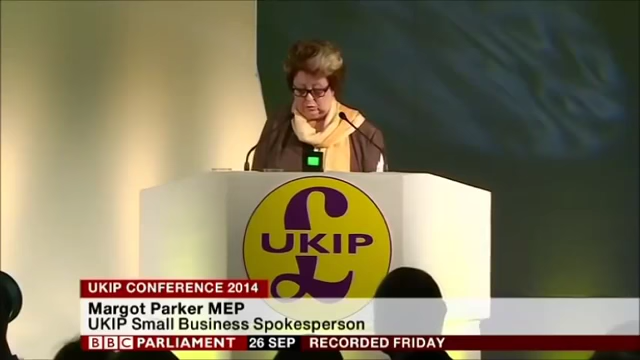 UKIP
UKIP CONFERENCE 2014
Margot Parker MEP
UKIP Small Business Spokesperson
BBC PARLIAMENT 26 SEP RECORDED FRIDAY